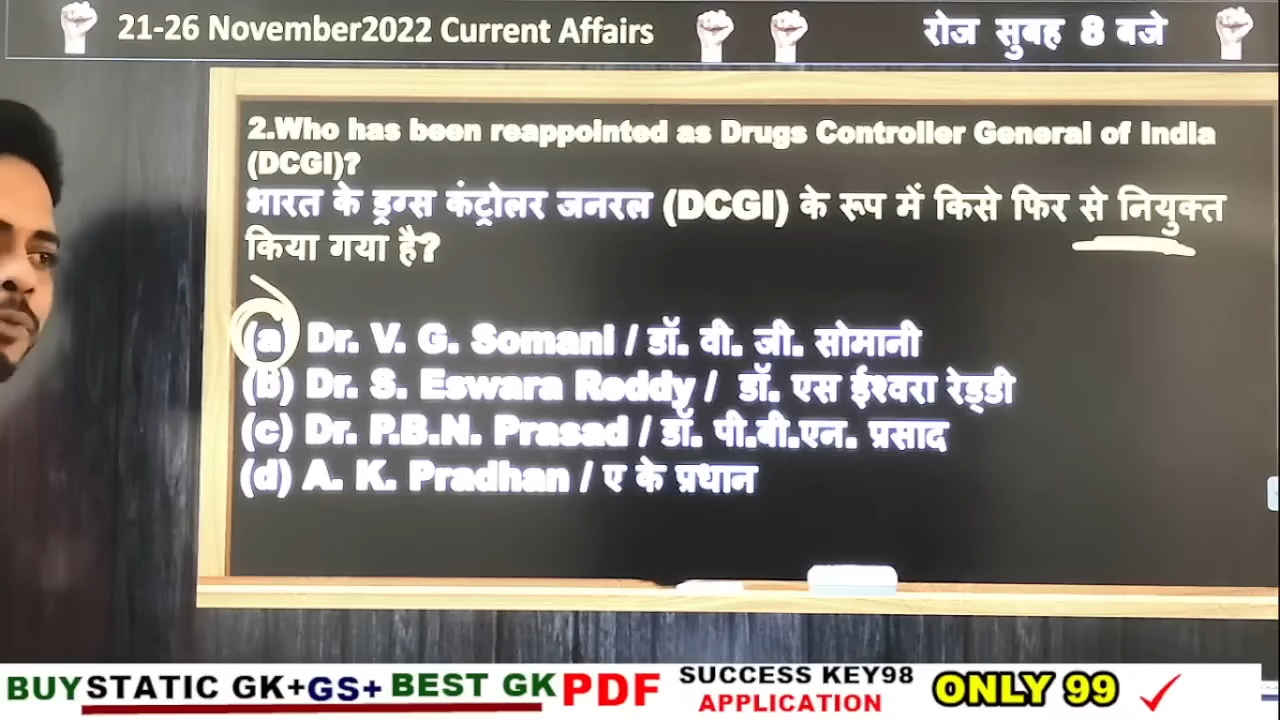 21-26 November2022 Current Affairs
रोज सुबह 8 बजे
2.Who has been reappointed as Drugs Controller General of India
(DCGI)?
भारत के ड्रग्स कंट्रोलर जनरल (DCGI) के रूप में किसे फिर से नियुक्त
किया गया है?
(a) Dr. V. G. Somani / डॉ. वी. जी. सोमानी
(b) Dr. S. Eswara Reddy / डॉ. एस ईश्वरा रेड्डी
(c) Dr. P.B.N. Prasad / डॉ. पी.बी.एन. प्रसाद
(d) A. K. Pradhan / ए के प्रधान
BUY STATIC GK+GS+ BEST GK PDF SUCCESS KEY98 APPLICATION ONLY 99